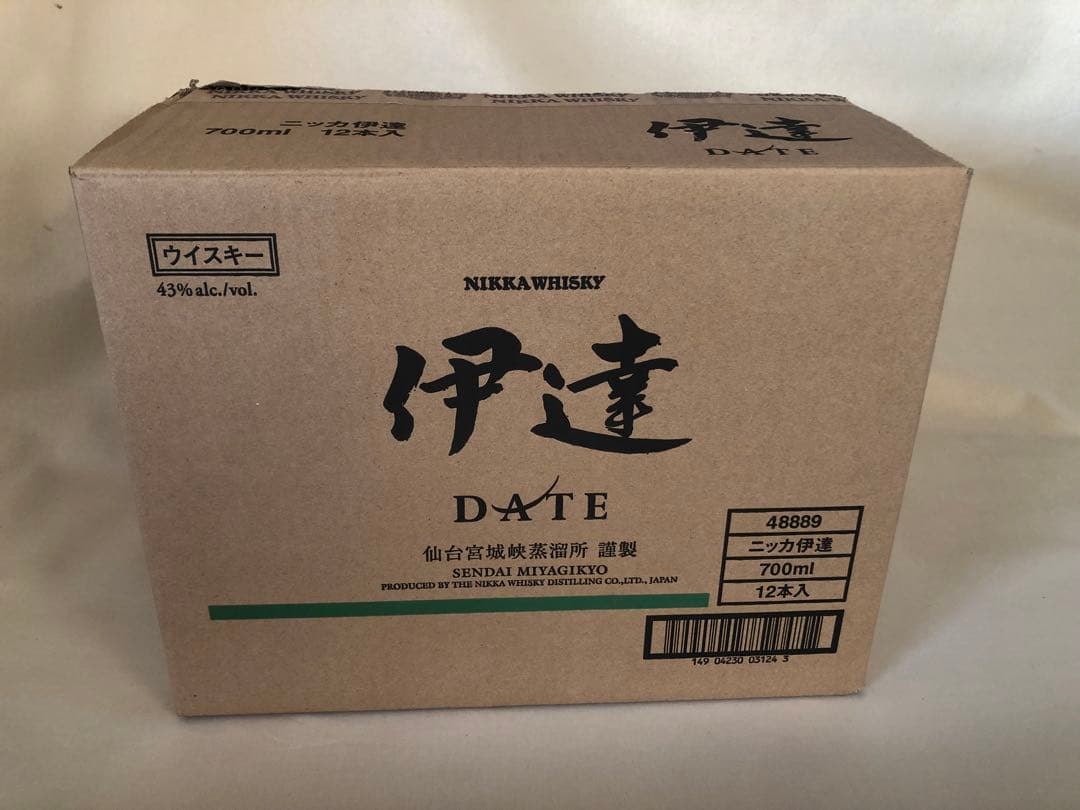 NIKKA WHISKY
NIKKA WHISKY
NIKKA WHISKY
ニッカ伊達
700ml 12本入
伊達
DATE
ウイスキー
43% alc./vol.
NIKKA WHISKY
伊達
DATE
仙台宮城峡蒸溜所 謹製
SENDAI MIYAGIKYO
PRODUCED BY THE NIKKA WHISKY DISTILLING CO.,LTD., JAPAN
48889
ニッカ伊達
700ml
12本入
149 04230 03124 3